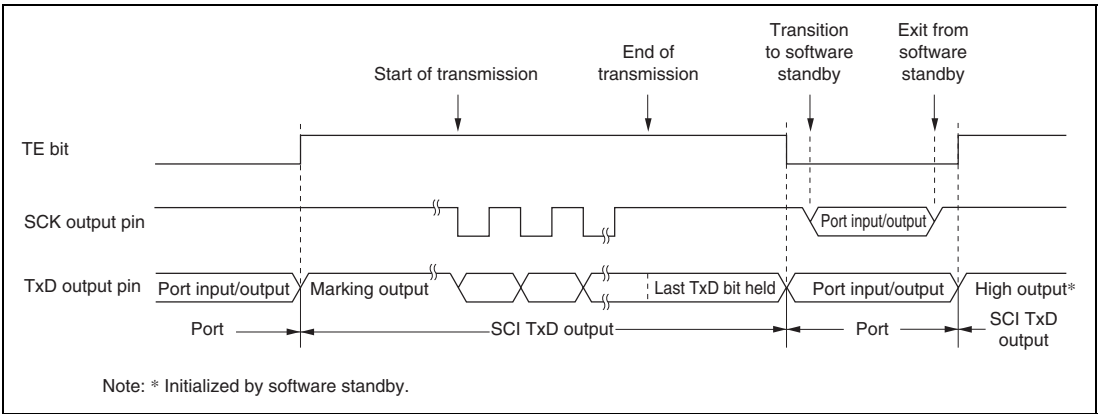 Start of transmission
End of
transmission
Transition
to software
standby
Exit from
software
standby
TE bit
SCK output pin
Port input/output
TxD output pin
Port input/output
Marking output
Last TxD bit held
Port input/output
High output*
Port
SCI TxD output
Port
SCI TxD
output
Note: * Initialized by software standby.